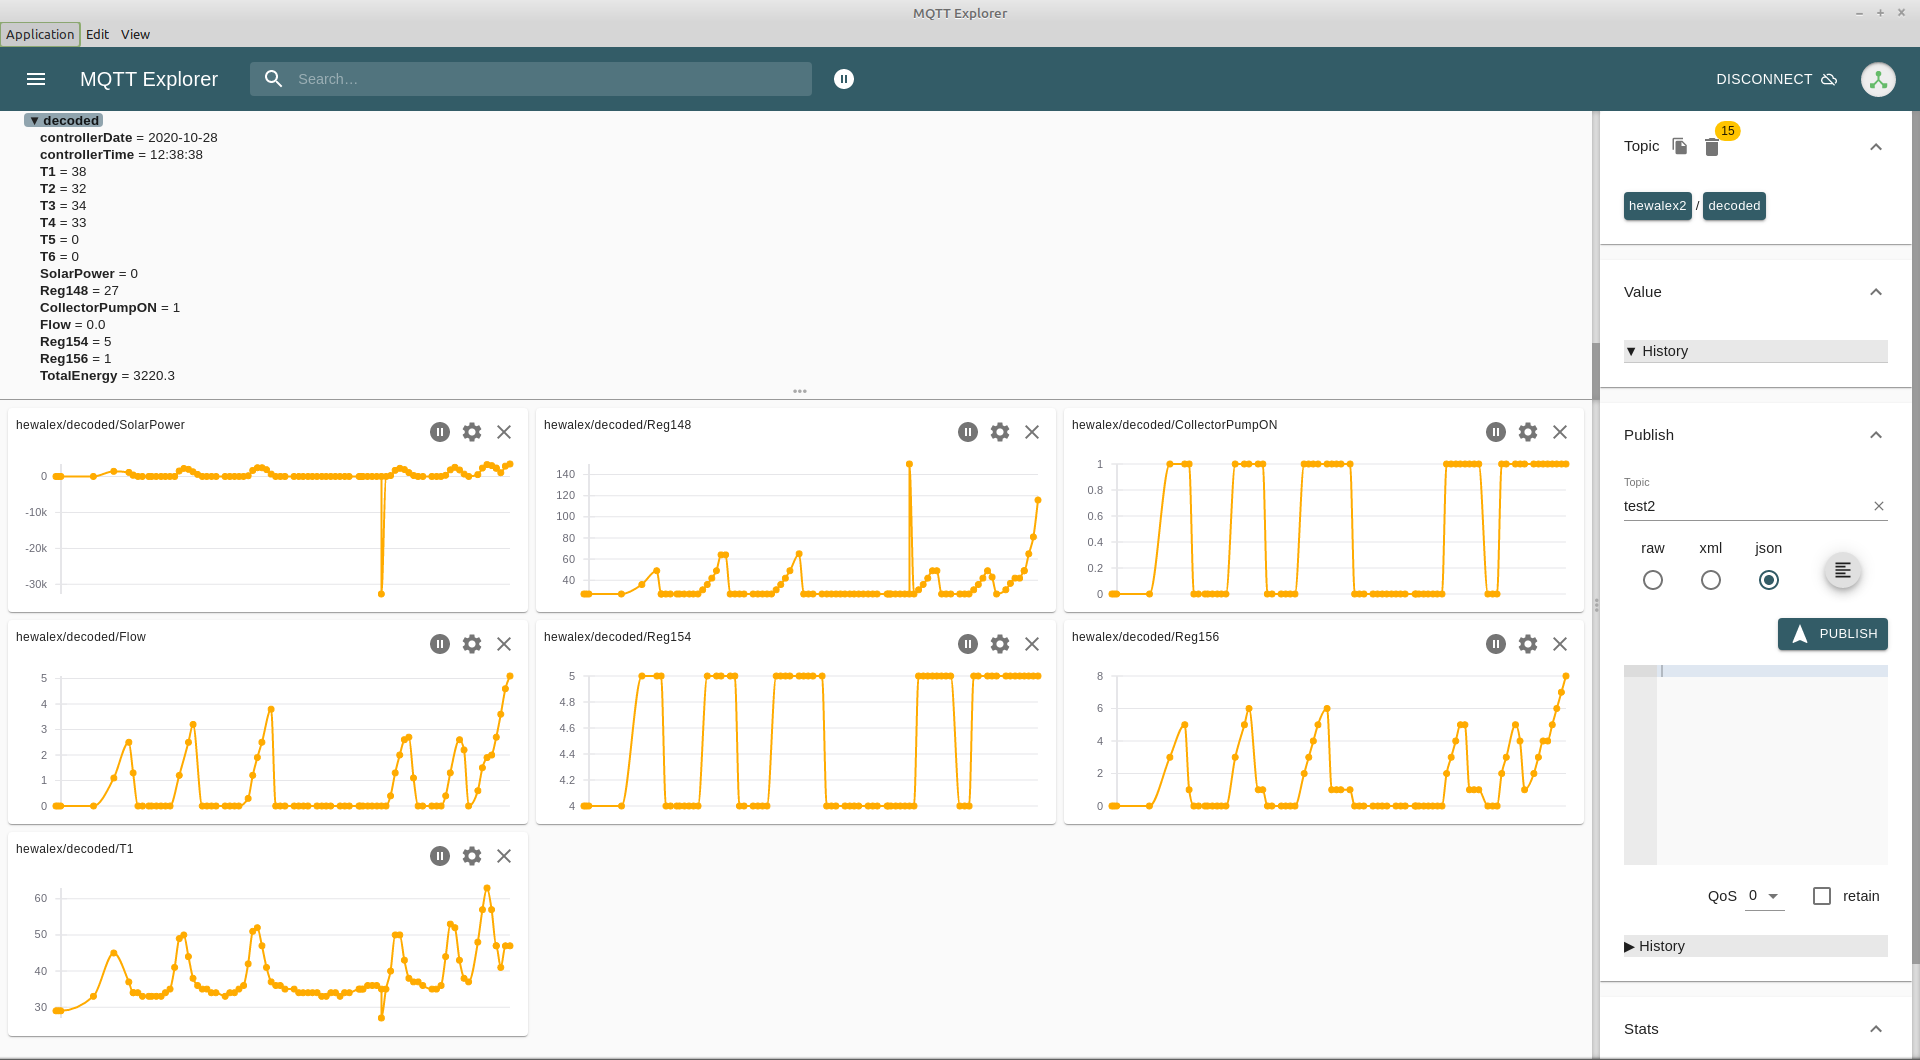 MQTT Explorer
Application Edit View
MQTT Explorer Search... DISCONNECT
▼ decoded
controllerDate = 2020-10-28
controllerTime = 12:38:38
T1 = 38
T2 = 32
T3 = 34
T4 = 33
T5 = 0
T6 = 0
SolarPower = 0
Reg148 = 27
CollectorPumpON = 1
Flow = 0.0
Reg154 = 5
Reg156 = 1
TotalEnergy = 3220.3
hewalex/decoded/SolarPower
0
-10k
-20k
-30k
hewalex/decoded/Reg148
140
120
100
80
60
40
hewalex/decoded/CollectorPumpON
1
0.8
0.6
0.4
0.2
0
hewalex/decoded/Flow
5
4
3
2
1
0
hewalex/decoded/Reg154
5
4.8
4.6
4.4
4.2
4
hewalex/decoded/Reg156
8
6
4
2
0
hewalex/decoded/T1
60
50
40
30
Topic 15
hewalex2 / decoded
Value
▼ History
Publish
Topic
test2
raw xml json
PUBLISH
QoS 0 retain
▶ History
Stats